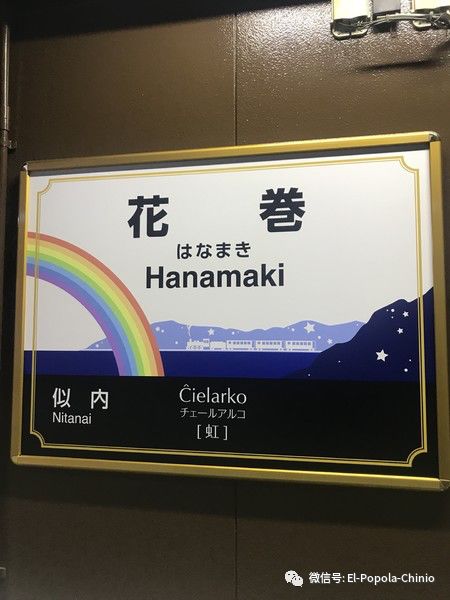 花巻
はなまき
Hanamaki
似内
Nitanai
Ĉielarko
チェールアルコ
[虹]
微信号: El-Popola-Chinio